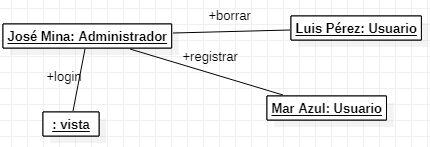 +borrar
Luis Pérez: Usuario
José Mina: Administrador
+registrar
+login
Mar Azul: Usuario
: vista